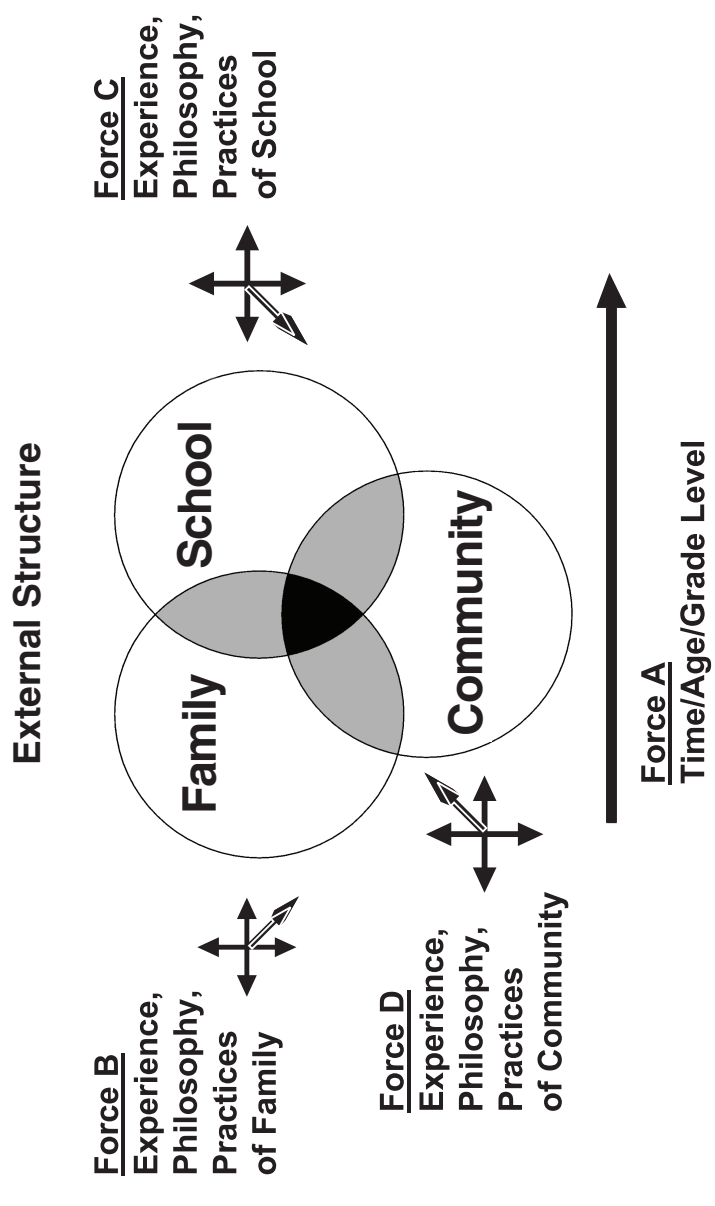 External Structure
Force B
Experience,
Philosophy,
Practices
of Family
Force C
Experience,
Philosophy,
Practices
of School
Family
School
Community
Force D
Experience,
Philosophy,
Practices
of Community
Force A
Time/Age/Grade Level